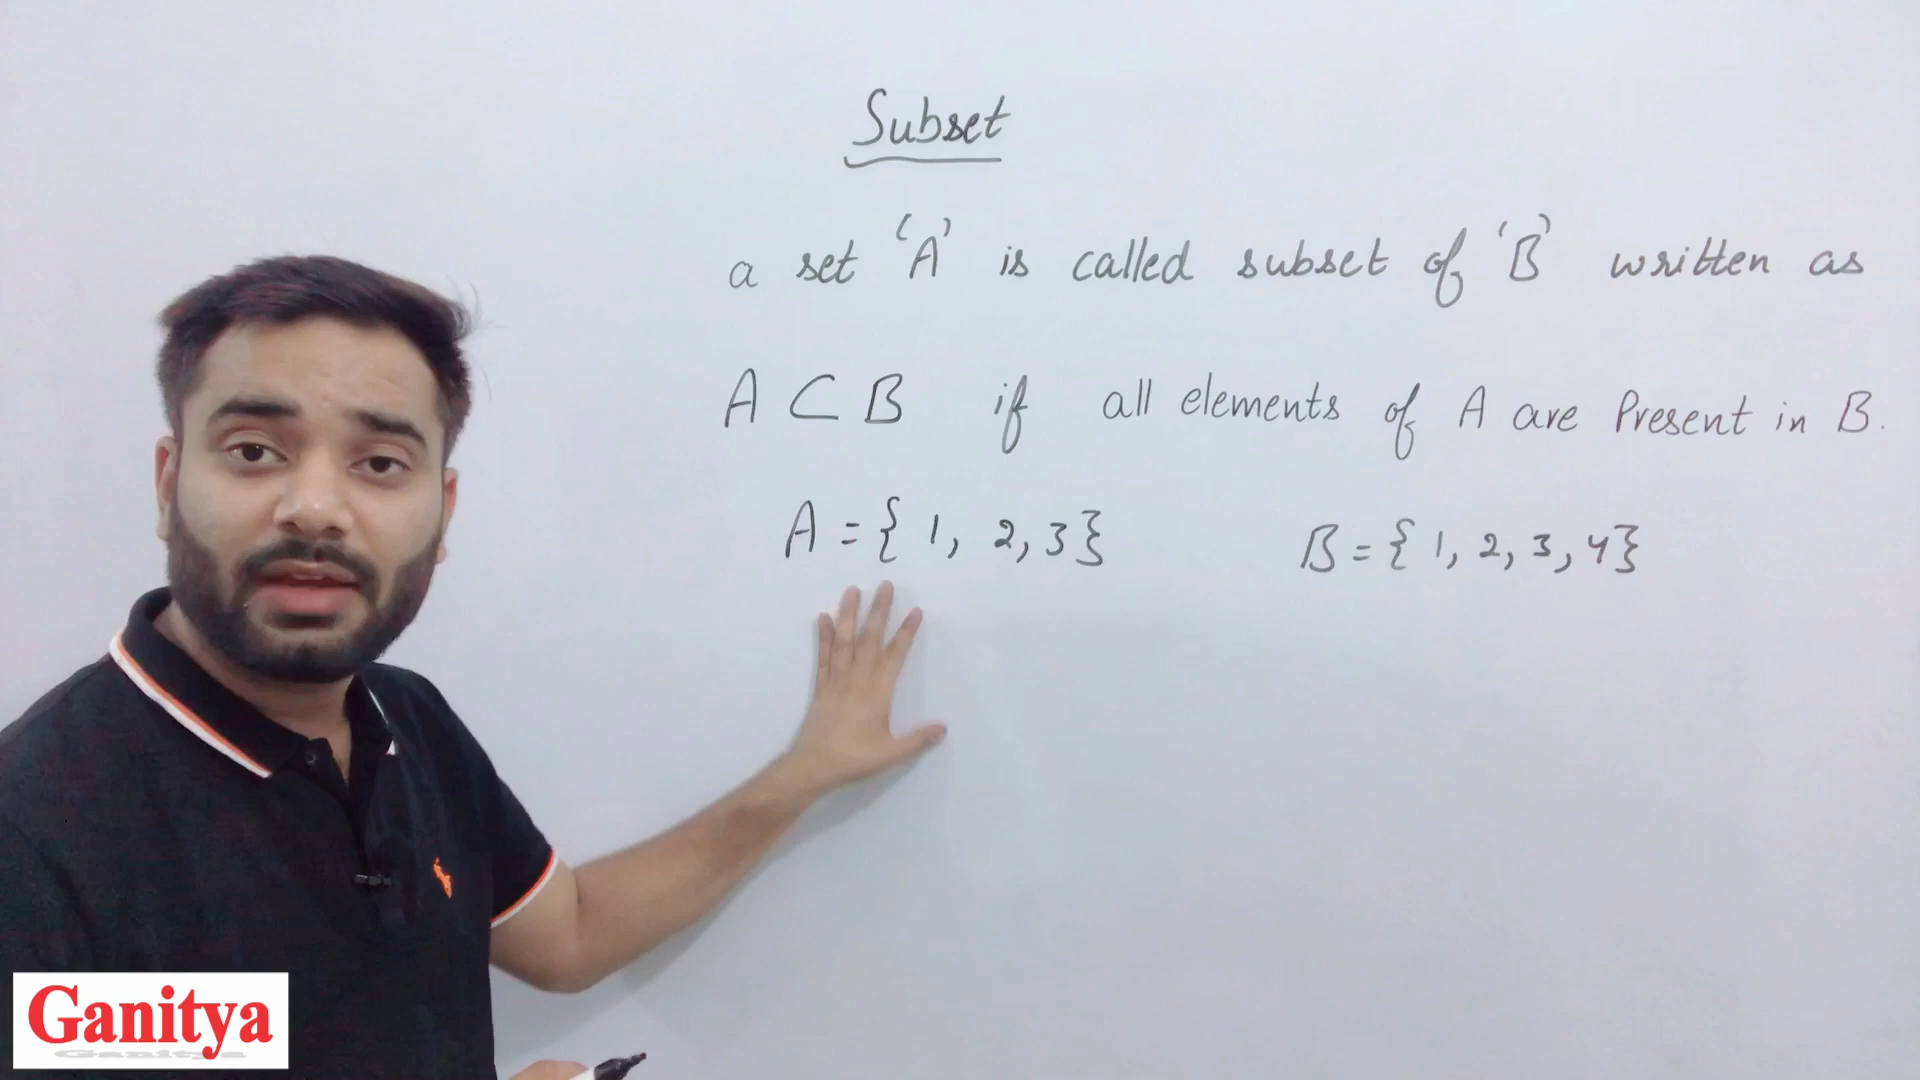 Subset
a set 'A' is called subset of 'B' written as
A ⊂ B if all elements of A are Present in B.
A = { 1, 2, 3} B = { 1, 2, 3, 4}
Ganitya